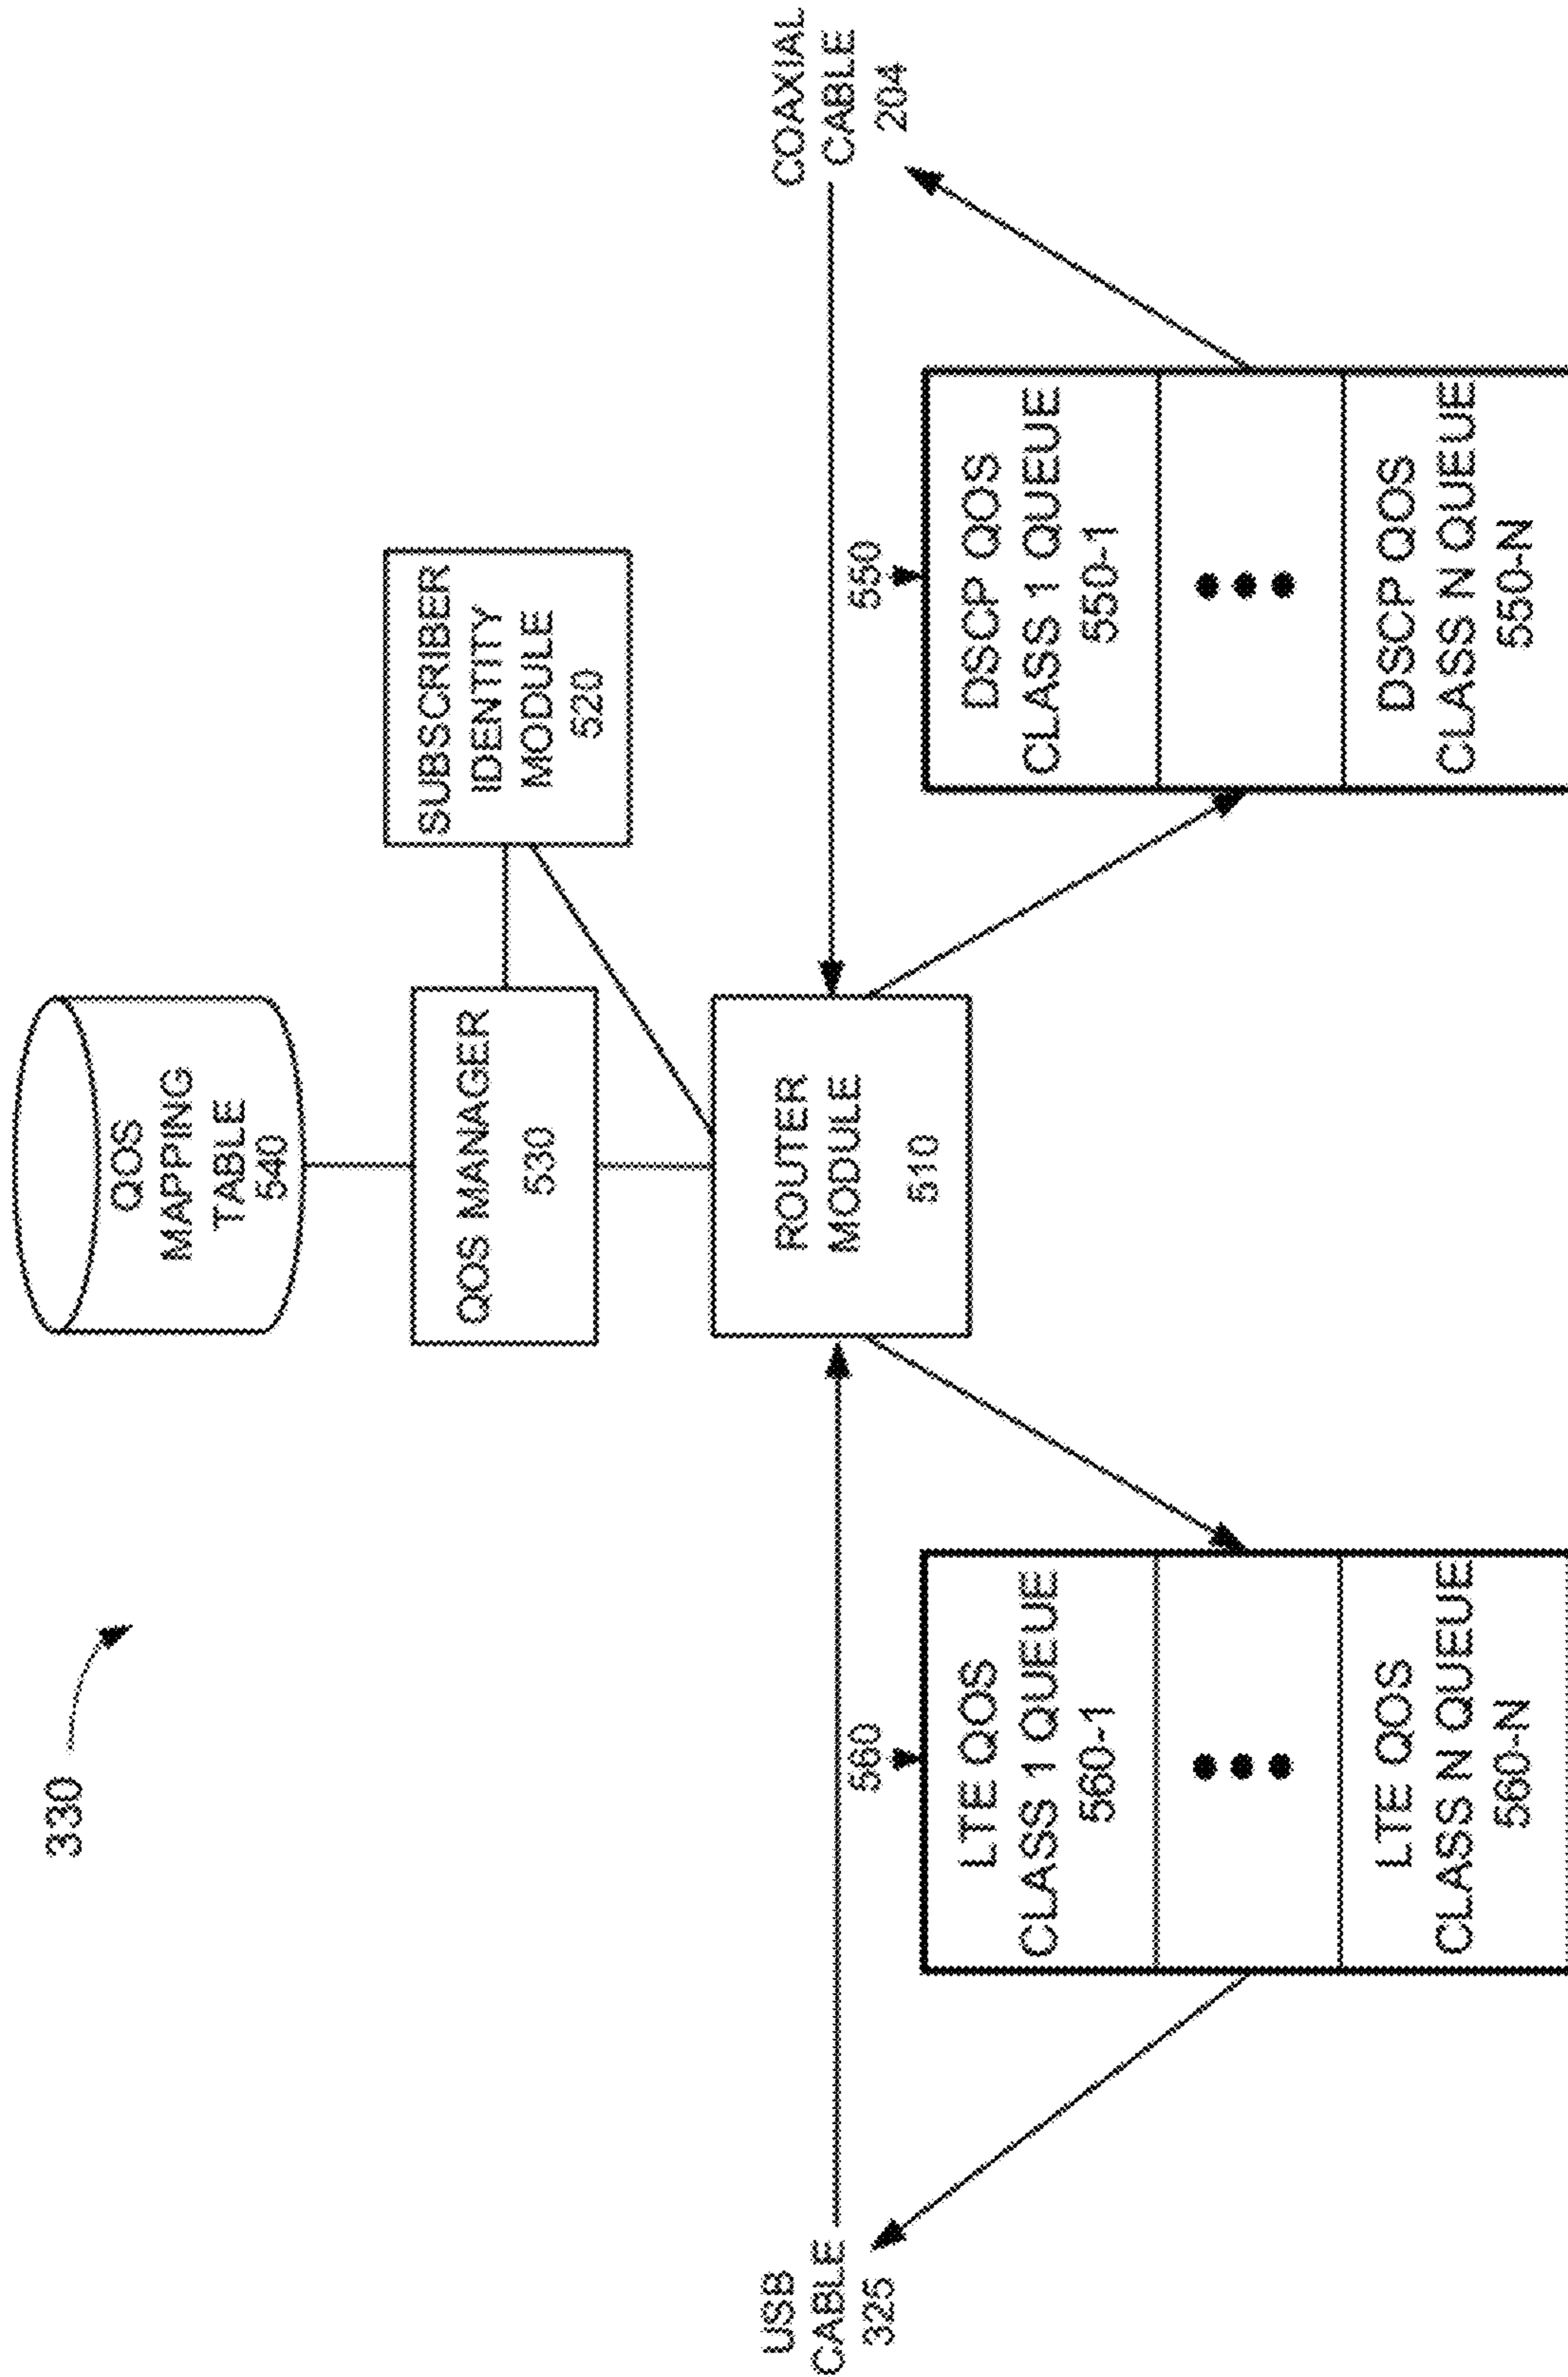 330
QOS
MAPPING
TABLE
540
QOS MANAGER
530
SUBSCRIBER
IDENTITY
MODULE
520
ROUTER
MODULE
510
USB
CABLE
325
COAXIAL
CABLE
204
560
LTE QOS
CLASS 1 QUEUE
560-1
LTE QOS
CLASS N QUEUE
560-N
550
DSCP QOS
CLASS 1 QUEUE
550-1
DSCP QOS
CLASS N QUEUE
550-N